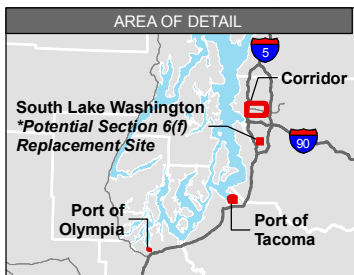 AREA OF DETAIL
5
Corridor
South Lake Washington
*Potential Section 6(f)
Replacement Site
90
Port of
Olympia
Port of
Tacoma